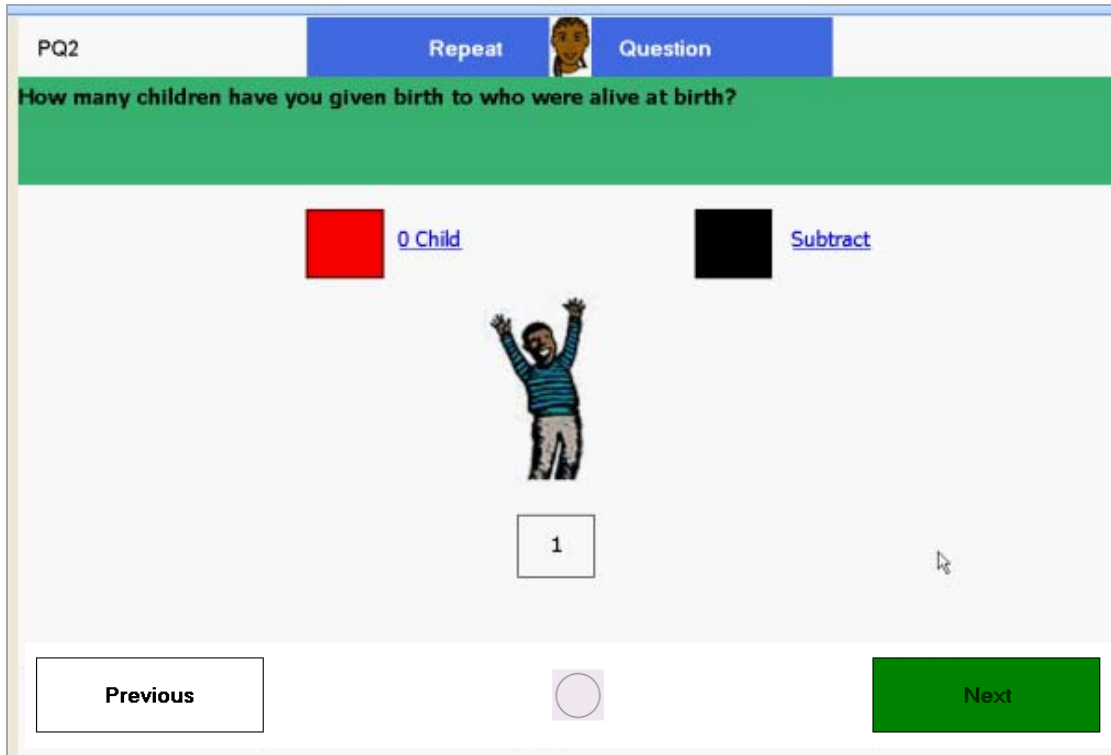 PQ2
Repeat Question
How many children have you given birth to who were alive at birth?
0 Child Subtract
1
Previous Next